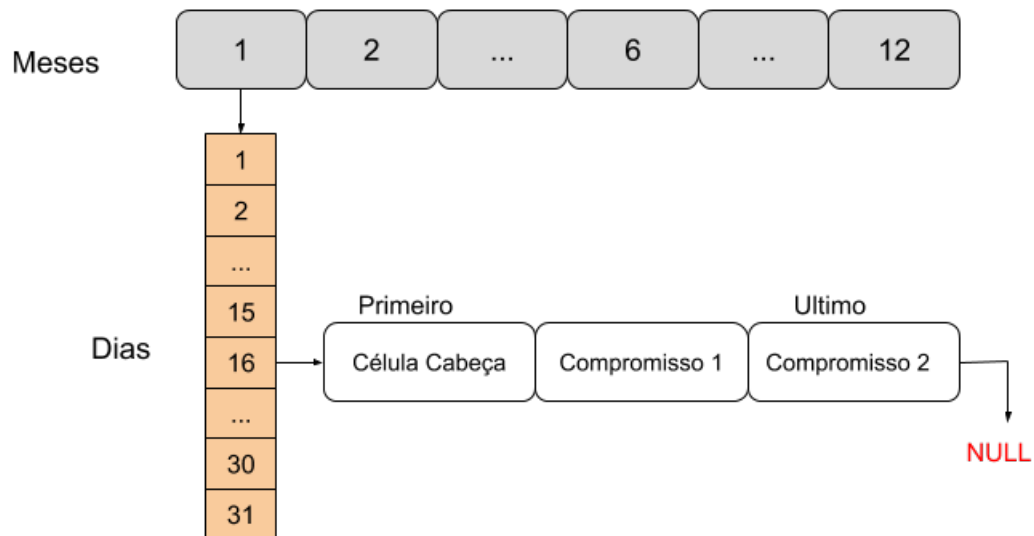 Meses
1 2 ... 6 ... 12
1
2
...
15
Primeiro Ultimo
Dias
16 Célula Cabeça Compromisso 1 Compromisso 2
...
30
NULL
31